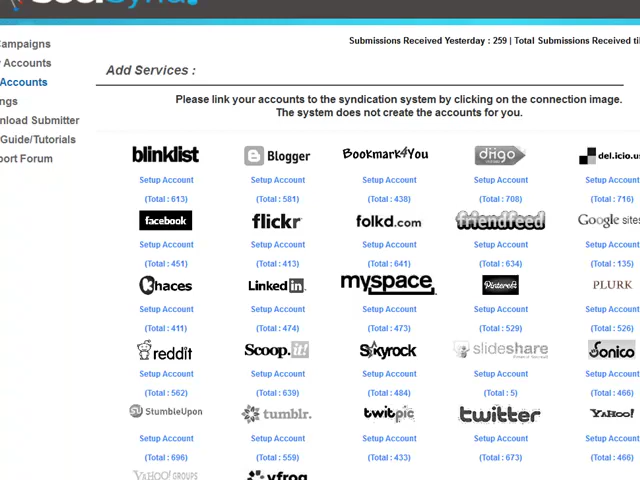 Campaigns
Accounts
Accounts
ngs
nload Submitter
Guide/Tutorials
port Forum
Submissions Received Yesterday : 259 | Total Submissions Received til
Add Services :
Please link your accounts to the syndication system by clicking on the connection image.
The system does not create the accounts for you.
blinklist Blogger Bookmark4You diigo del.icio.us
Setup Account Setup Account Setup Account Setup Account Setup Account
(Total : 613) (Total : 581) (Total : 438) (Total : 708) (Total : 716)
facebook flickr folkd.com friendfeed Google sites
Setup Account Setup Account Setup Account Setup Account Setup Account
(Total : 451) (Total : 413) (Total : 641) (Total : 634) (Total : 135)
Khaces Linked in myspace Pinterest PLURK
Setup Account Setup Account Setup Account Setup Account Setup Account
(Total : 411) (Total : 474) (Total : 473) (Total : 529) (Total : 526)
reddit Scoop.it! Skyrock slideshare Sonico
Setup Account Setup Account Setup Account Setup Account Setup Account
(Total : 562) (Total : 639) (Total : 484) (Total : 5) (Total : 466)
StumbleUpon tumblr. twitpic twitter YAHOO!
Setup Account Setup Account Setup Account Setup Account Setup Account
(Total : 696) (Total : 559) (Total : 433) (Total : 673) (Total : 466)
YAHOO! GROUPS yfrog